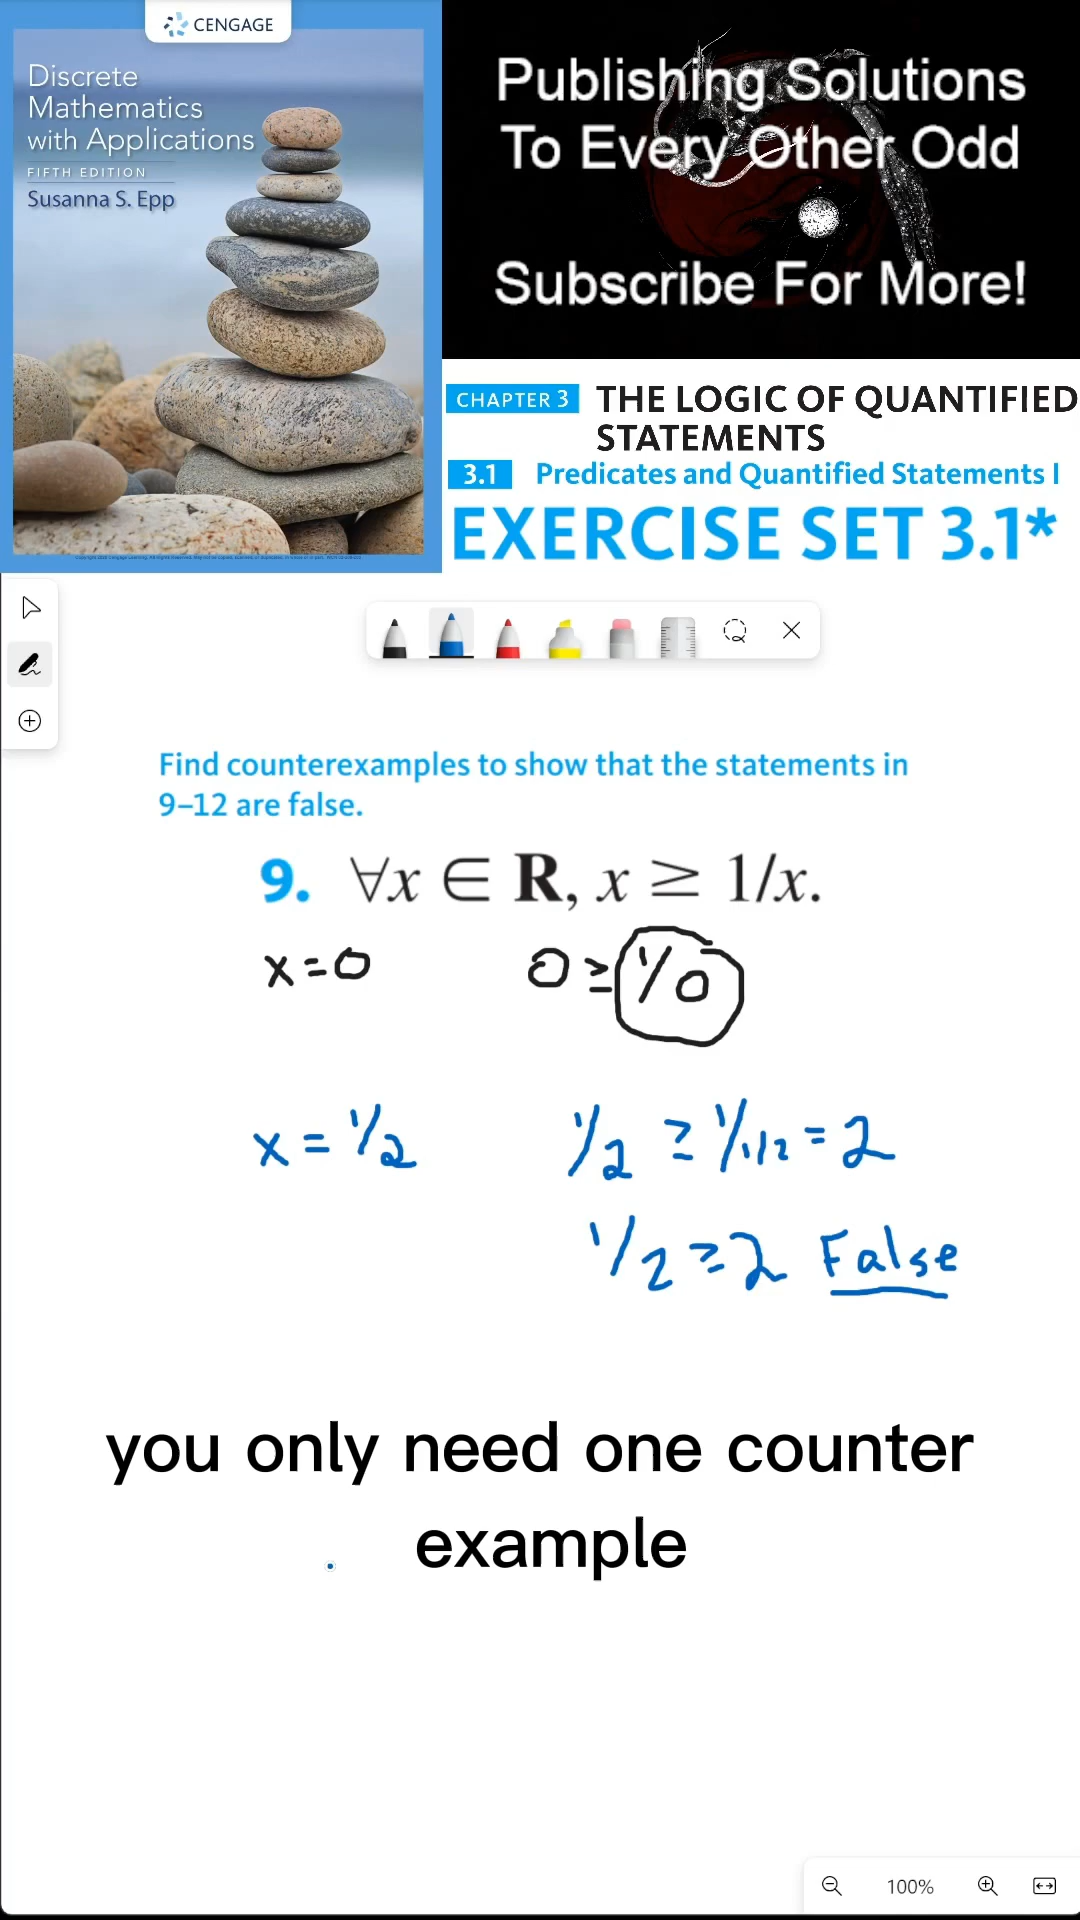 CENGAGE
Discrete
Mathematics
with Applications
FIFTH EDITION
Susanna S. Epp
Publishing Solutions
To Every Other Odd
Subscribe For More!
CHAPTER 3 THE LOGIC OF QUANTIFIED
STATEMENTS
3.1 Predicates and Quantified Statements I
EXERCISE SET 3.1*
Find counterexamples to show that the statements in
9–12 are false.
9. ∀x ∈ R, x ≥ 1/x.
x=0 0≥1/0
x = 1/2 1/2 ≥ 1/1/2 = 2
1/2 ≥ 2 False
you only need one counter
example
100%